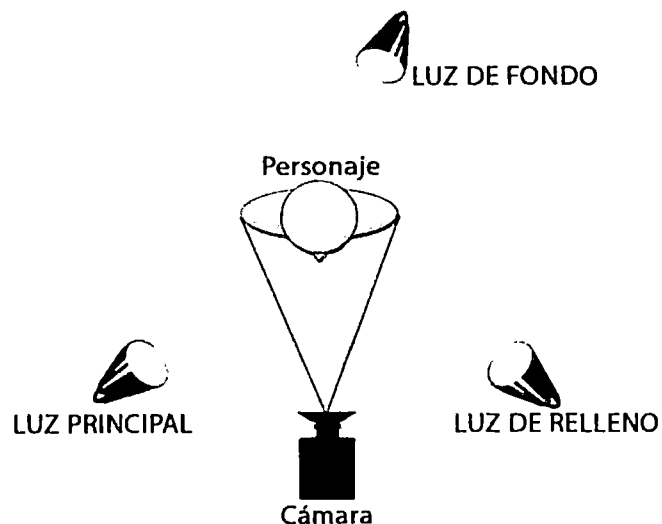 LUZ DE FONDO
Personaje
LUZ PRINCIPAL
LUZ DE RELLENO
Cámara